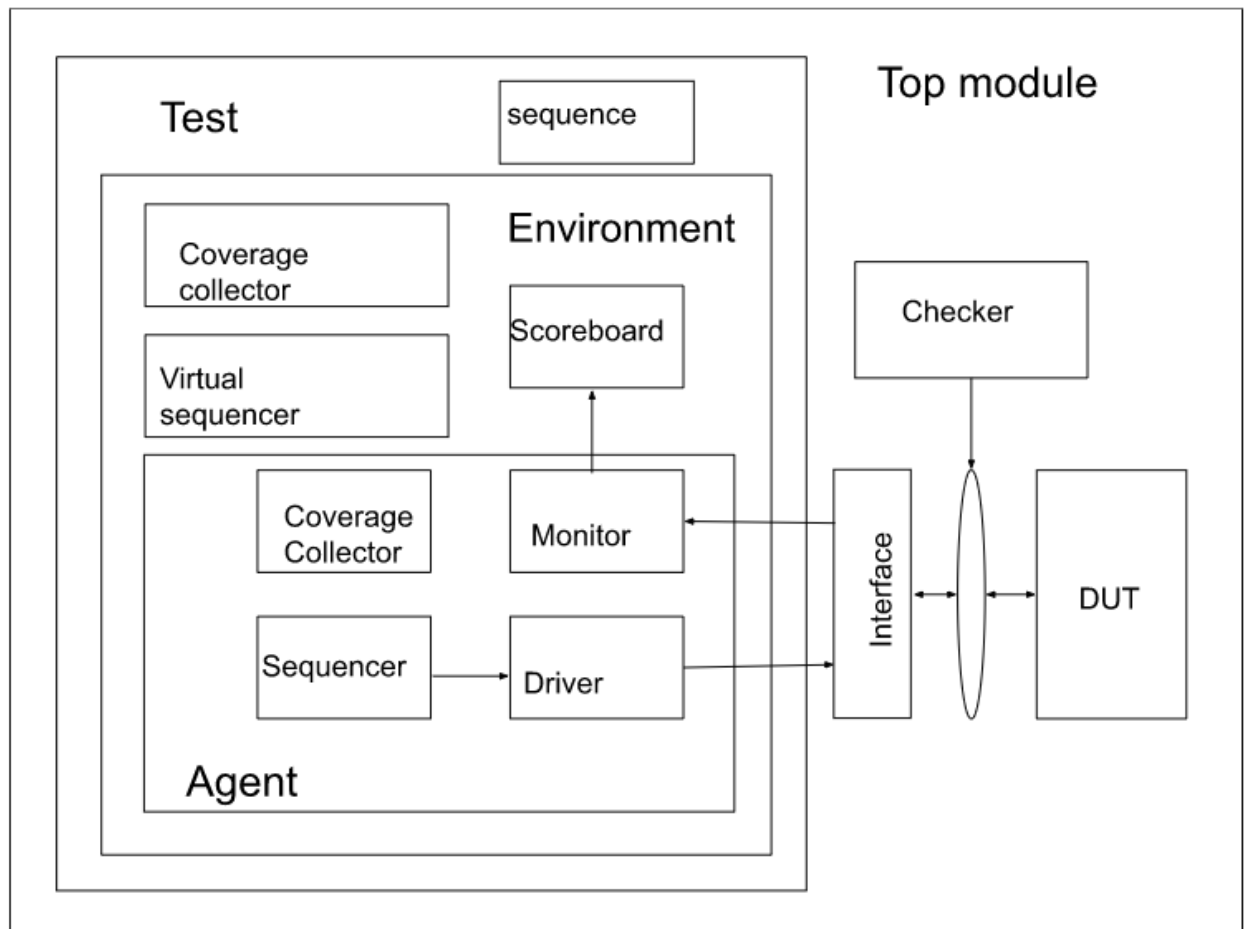 Top module
Test
sequence
Environment
Coverage
collector
Scoreboard
Checker
Virtual
sequencer
Coverage
Collector
Monitor
Interface
DUT
Sequencer
Driver
Agent